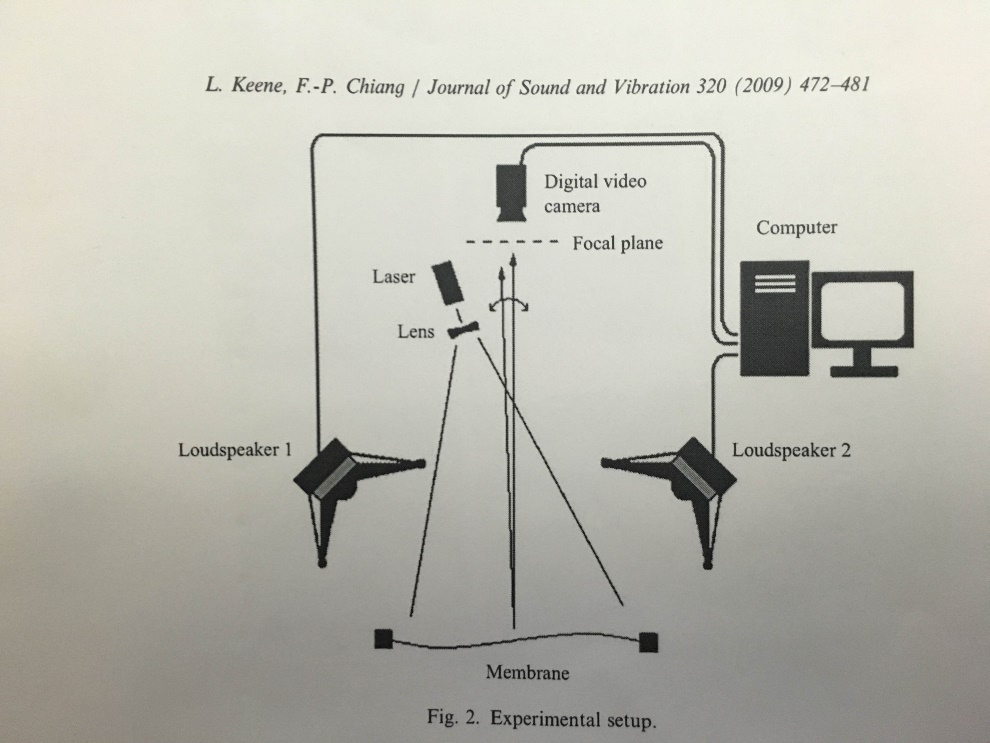 L. Keene, F.-P. Chiang / Journal of Sound and Vibration 320 (2009) 472–481
Digital video
camera
Computer
Focal plane
Laser
Lens
Loudspeaker 1
Loudspeaker 2
Membrane
Fig. 2. Experimental setup.